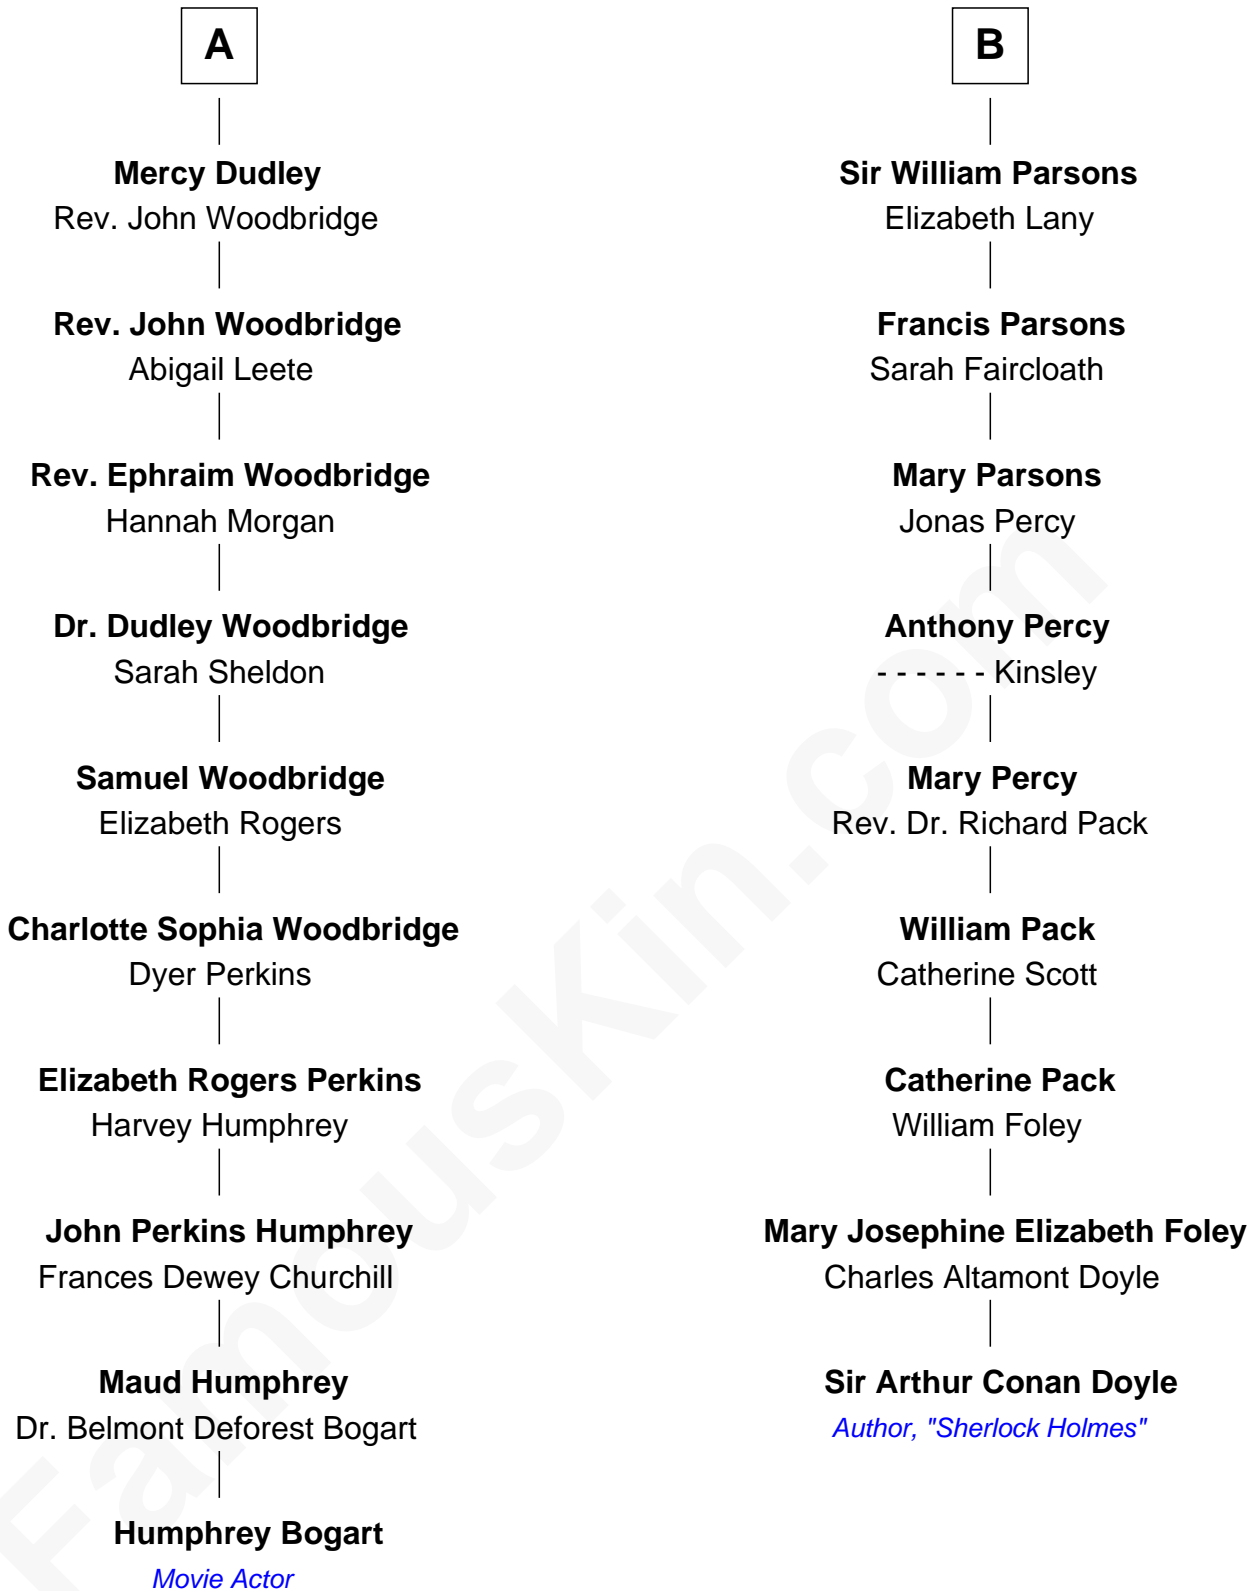 A
Mercy Dudley
Rev. John Woodbridge
Rev. John Woodbridge
Abigail Leete
Rev. Ephraim Woodbridge
Hannah Morgan
Dr. Dudley Woodbridge
Sarah Sheldon
Samuel Woodbridge
Elizabeth Rogers
Charlotte Sophia Woodbridge
Dyer Perkins
Elizabeth Rogers Perkins
Harvey Humphrey
John Perkins Humphrey
Frances Dewey Churchill
Maud Humphrey
Dr. Belmont Deforest Bogart
Humphrey Bogart
Movie Actor
B
Sir William Parsons
Elizabeth Lany
Francis Parsons
Sarah Faircloath
Mary Parsons
Jonas Percy
Anthony Percy
- - - - - - Kinsley
Mary Percy
Rev. Dr. Richard Pack
William Pack
Catherine Scott
Catherine Pack
William Foley
Mary Josephine Elizabeth Foley
Charles Altamont Doyle
Sir Arthur Conan Doyle
Author, "Sherlock Holmes"
FamousKin.com